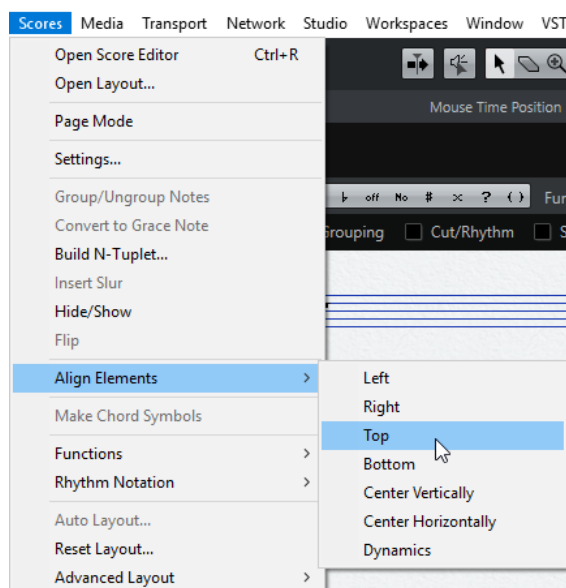 Scores Media Transport Network Studio Workspaces Window VST
Open Score Editor Ctrl+R
Open Layout...
Mouse Time Position
Page Mode
Settings...
Group/Ungroup Notes
♭ off No # × ? ( ) Fun
Convert to Grace Note
Grouping Cut/Rhythm S
Build N-Tuplet...
Insert Slur
Hide/Show
Flip
Align Elements >
Left
Make Chord Symbols
Right
Functions >
Top
Rhythm Notation >
Bottom
Center Vertically
Auto Layout...
Center Horizontally
Reset Layout...
Dynamics
Advanced Layout >